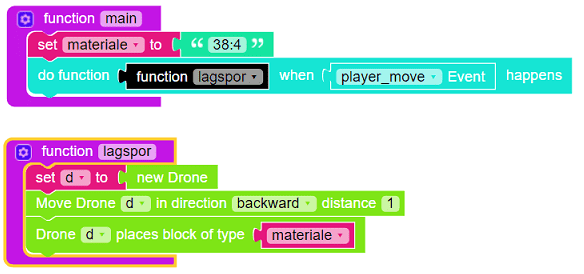 function main
set materiale to “ 38:4 ”
do function function lagspor when player_move Event happens
function lagspor
set d to new Drone
Move Drone d in direction backward distance 1
Drone d places block of type materiale